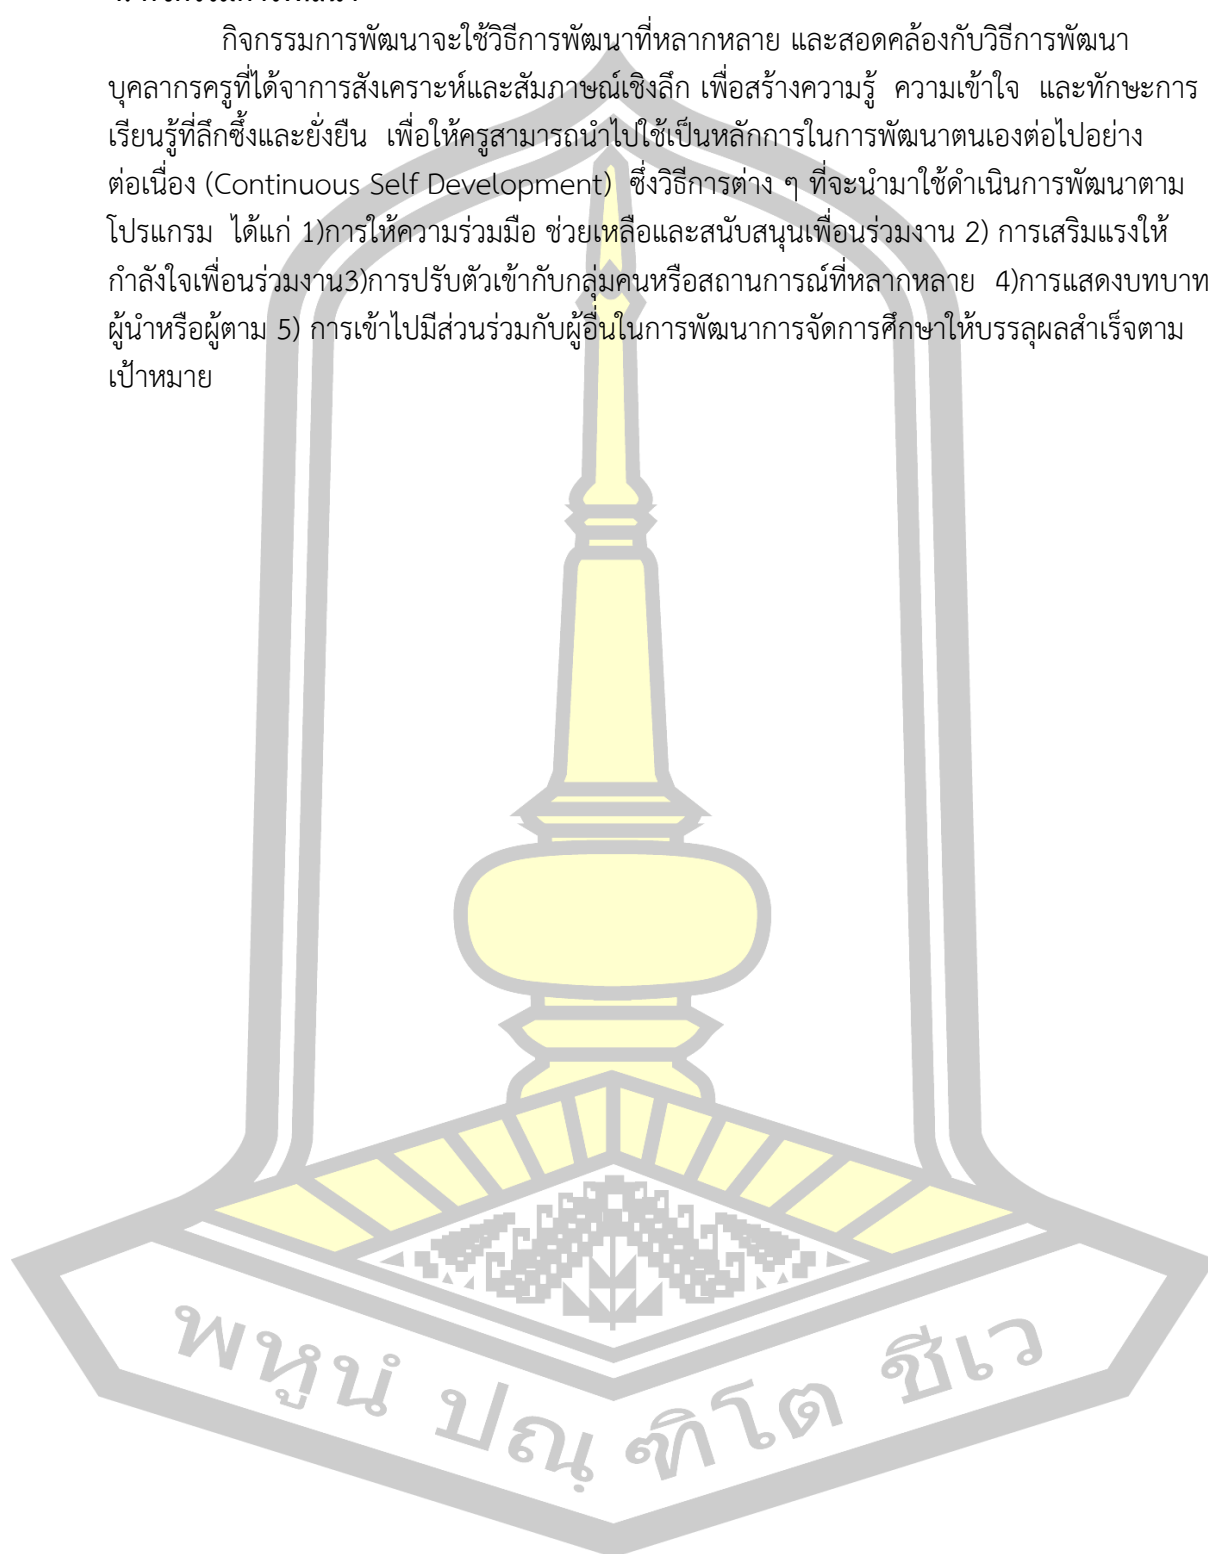 กิจกรรมการพัฒนาจะใช้วิธีการพัฒนาที่หลากหลาย และสอดคล้องกับวิธีการพัฒนา
บุคลากรครูที่ได้จาการสังเคราะห์และสัมภาษณ์เชิงลึก เพื่อสร้างความรู้ ความเข้าใจ และทักษะการ
เรียนรู้ที่ลึกซึ้งและยั่งยืน เพื่อให้ครูสามารถนำไปใช้เป็นหลักการในการพัฒนาตนเองต่อไปอย่าง
ต่อเนื่อง (Continuous Self Development) ซึ่งวิธีการต่าง ๆ ที่จะนำมาใช้ดำเนินการพัฒนาตาม
โปรแกรม ได้แก่ 1)การให้ความร่วมมือ ช่วยเหลือและสนับสนุนเพื่อนร่วมงาน 2) การเสริมแรงให้
กำลังใจเพื่อนร่วมงาน3)การปรับตัวเข้ากับกลุ่มคนหรือสถานการณ์ที่หลากหลาย 4)การแสดงบทบาท
ผู้นำหรือผู้ตาม 5) การเข้าไปมีส่วนร่วมกับผู้อื่นในการพัฒนาการจัดการศึกษาให้บรรลุผลสำเร็จตาม
เป้าหมาย
พหูนํ ปณฺฑิโต ชีเว